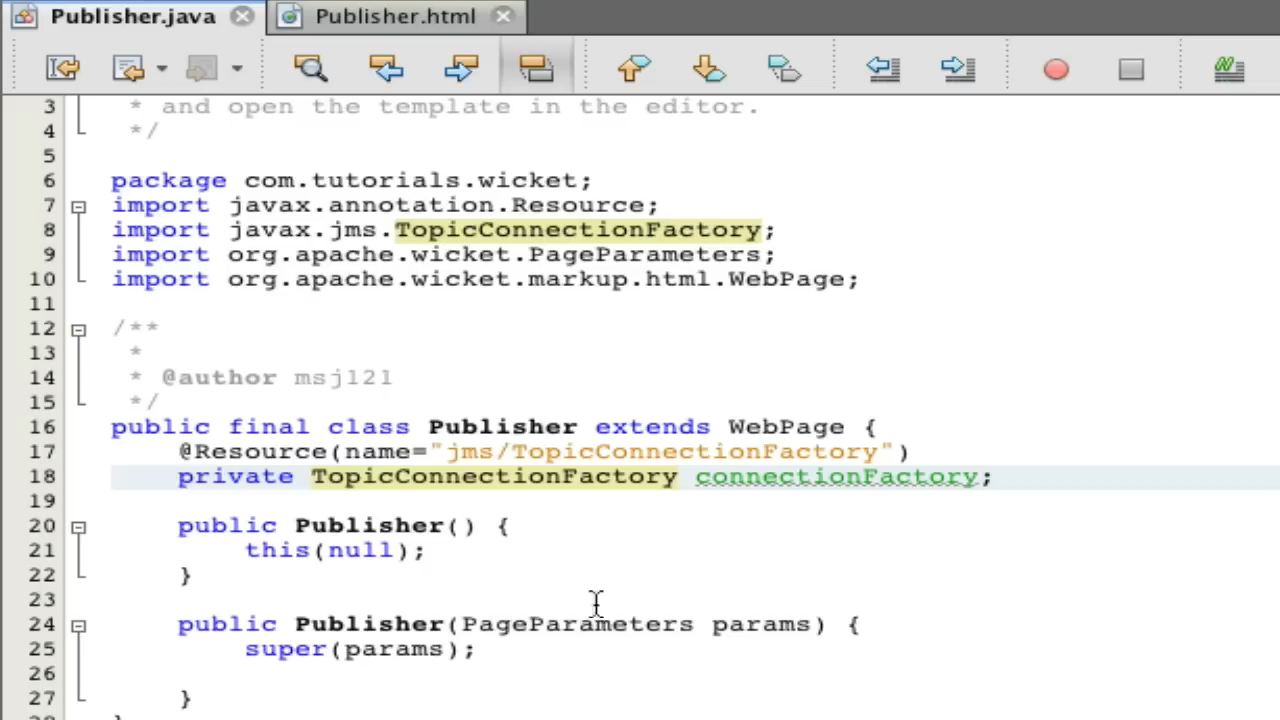 Publisher.java Publisher.html
3 * and open the template in the editor.
4 */
5
6 package com.tutorials.wicket;
7 import javax.annotation.Resource;
8 import javax.jms.TopicConnectionFactory;
9 import org.apache.wicket.PageParameters;
10 import org.apache.wicket.markup.html.WebPage;
11
12 /**
13 *
14 * @author msj121
15 */
16 public final class Publisher extends WebPage {
17 @Resource(name="jms/TopicConnectionFactory")
18 private TopicConnectionFactory connectionFactory;
19
20 public Publisher() {
21 this(null);
22 }
23
24 public Publisher(PageParameters params) {
25 super(params);
26
27 }